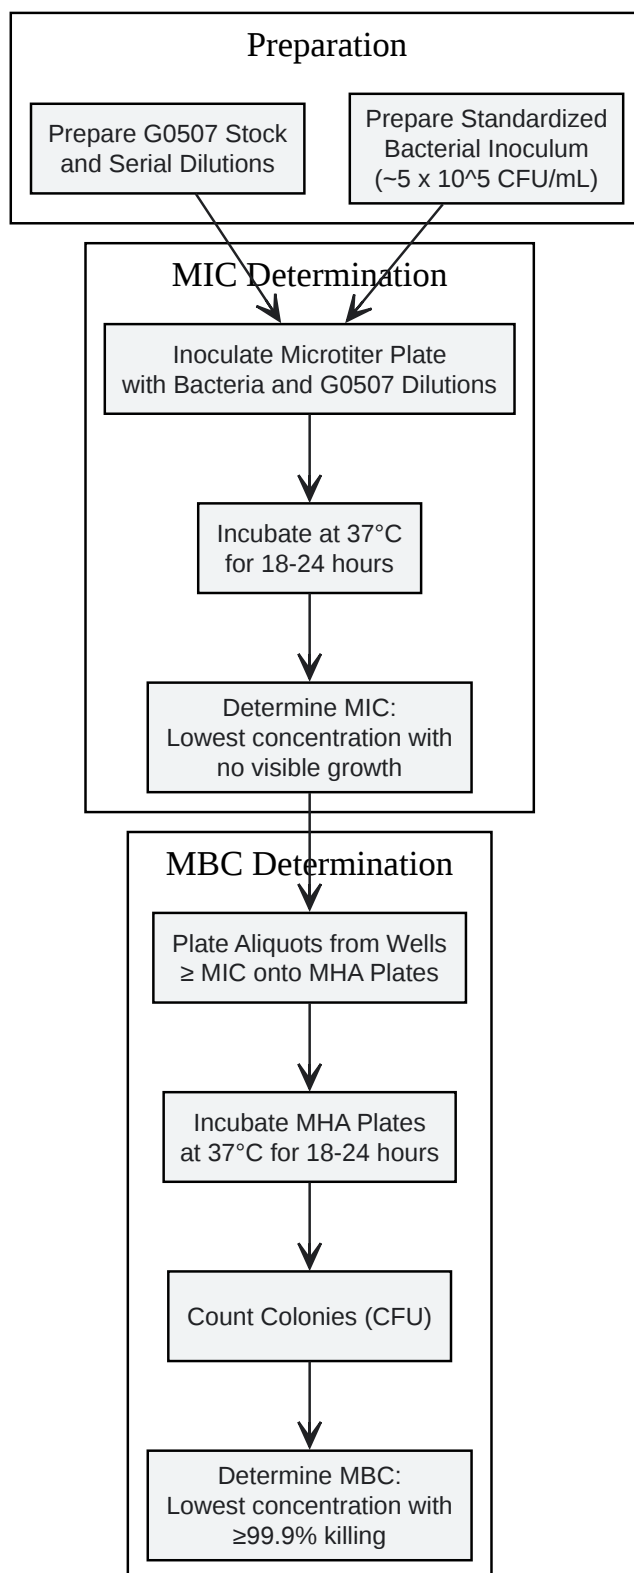 Preparation
Prepare G0507 Stock
and Serial Dilutions
Prepare Standardized
Bacterial Inoculum
(~5 x 10^5 CFU/mL)
MIC Determination
Inoculate Microtiter Plate
with Bacteria and G0507 Dilutions
Incubate at 37°C
for 18-24 hours
Determine MIC:
Lowest concentration with
no visible growth
MBC Determination
Plate Aliquots from Wells
≥ MIC onto MHA Plates
Incubate MHA Plates
at 37°C for 18-24 hours
Count Colonies (CFU)
Determine MBC:
Lowest concentration with
≥99.9% killing